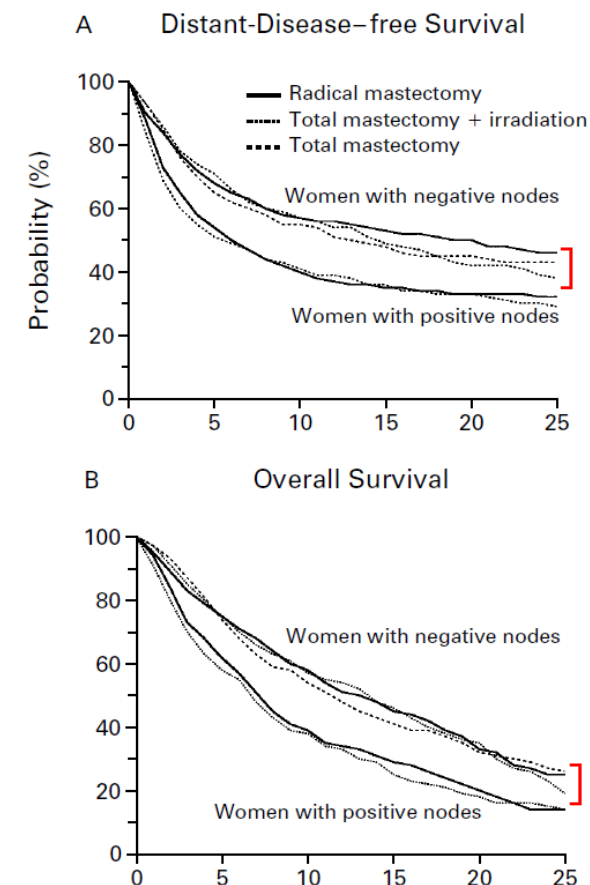 A Distant-Disease–free Survival
100
80
60
40
20
0
Probability (%)
Radical mastectomy
Total mastectomy + irradiation
Total mastectomy
Women with negative nodes
Women with positive nodes
0 5 10 15 20 25
B Overall Survival
100
80
60
40
20
0
Women with negative nodes
Women with positive nodes
0 5 10 15 20 25